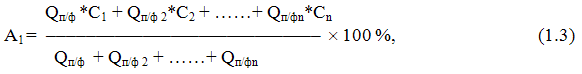 Qп/ф *C1 + Qп/ф 2*C2 + ……+ Qп/фn*Cn
A1= ———————————————— × 100 %, (1.3)
Qп/ф + Qп/ф 2 + ……+ Qп/фn